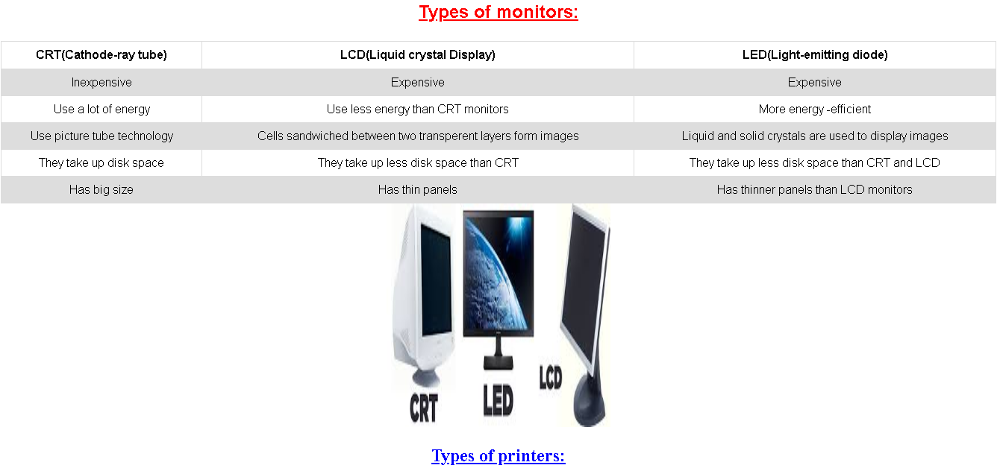 Types of monitors:
CRT(Cathode-ray tube) LCD(Liquid crystal Display) LED(Light-emitting diode)
Inexpensive Expensive Expensive
Use a lot of energy Use less energy than CRT monitors More energy -efficient
Use picture tube technology Cells sandwiched between two transperent layers form images Liquid and solid crystals are used to display images
They take up disk space They take up less disk space than CRT They take up less disk space than CRT and LCD
Has big size Has thin panels Has thinner panels than LCD monitors
CRT LED LCD
Types of printers: